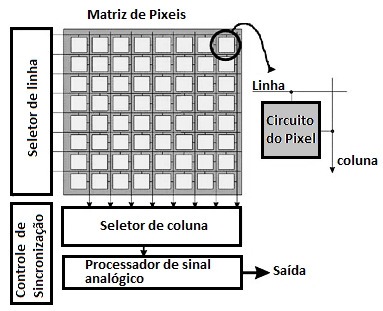 Matriz de Pixeis
Seletor de linha
Linha
Circuito
do Pixel
coluna
Controle de
Sincronização
Seletor de coluna
Processador de sinal
analógico
Saída